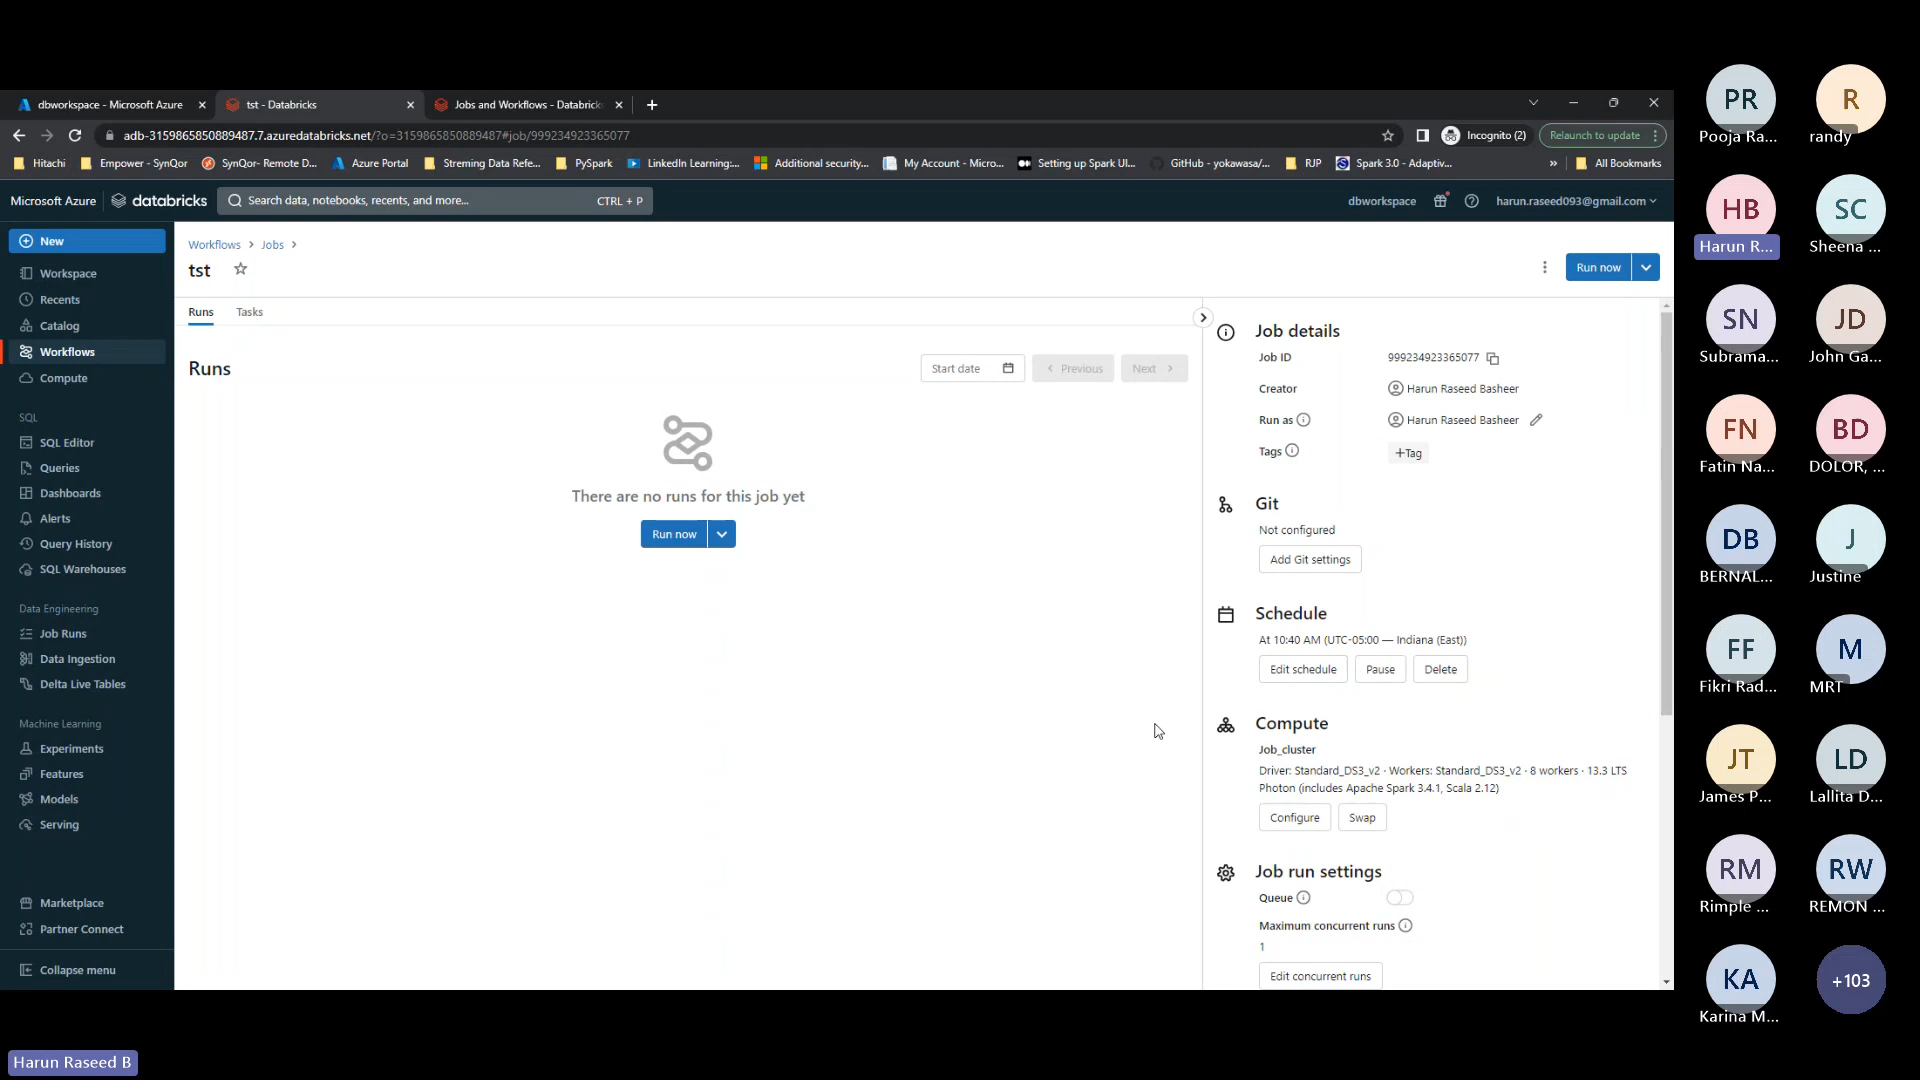 dbworkspace - Microsoft Azure
tst - Databricks
Jobs and Workflows - Databrick
adb-3159865850889487.7.azuredatabricks.net/?o=3159865850889487#job/999234923365077
Incognito (2)
Relaunch to update
Hitachi
Empower - SynQor
SynQor- Remote D...
Azure Portal
Streming Data Refe...
PySpark
LinkedIn Learning:...
Additional security...
My Account - Micro...
Setting up Spark UI...
GitHub - yokawasa/...
RJP
Spark 3.0 - Adaptiv...
»
All Bookmarks
Microsoft Azure
databricks
Search data, notebooks, recents, and more...
CTRL + P
dbworkspace
harun.raseed093@gmail.com
New
Workspace
Recents
Catalog
Workflows
Compute
SQL
SQL Editor
Queries
Dashboards
Alerts
Query History
SQL Warehouses
Data Engineering
Job Runs
Data Ingestion
Delta Live Tables
Machine Learning
Experiments
Features
Models
Serving
Marketplace
Partner Connect
Collapse menu
Workflows > Jobs >
tst
Run now
Runs
Tasks
Runs
Start date
Previous
Next
There are no runs for this job yet
Run now
Job details
Job ID
999234923365077
Creator
Harun Raseed Basheer
Run as
Harun Raseed Basheer
Tags
+Tag
Git
Not configured
Add Git settings
Schedule
At 10:40 AM (UTC-05:00 — Indiana (East))
Edit schedule
Pause
Delete
Compute
Job_cluster
Driver: Standard_DS3_v2 · Workers: Standard_DS3_v2 · 8 workers · 13.3 LTS
Photon (includes Apache Spark 3.4.1, Scala 2.12)
Configure
Swap
Job run settings
Queue
Maximum concurrent runs
1
Edit concurrent runs
PR
Pooja Ra...
R
randy
HB
Harun R...
SC
Sheena ...
SN
Subrama...
JD
John Ga...
FN
Fatin Na...
BD
DOLOR, ...
DB
BERNAL...
J
Justine
FF
Fikri Rad...
M
MRT
JT
James P...
LD
Lallita D...
RM
Rimple ...
RW
REMON ...
KA
Karina M...
+103
Harun Raseed B